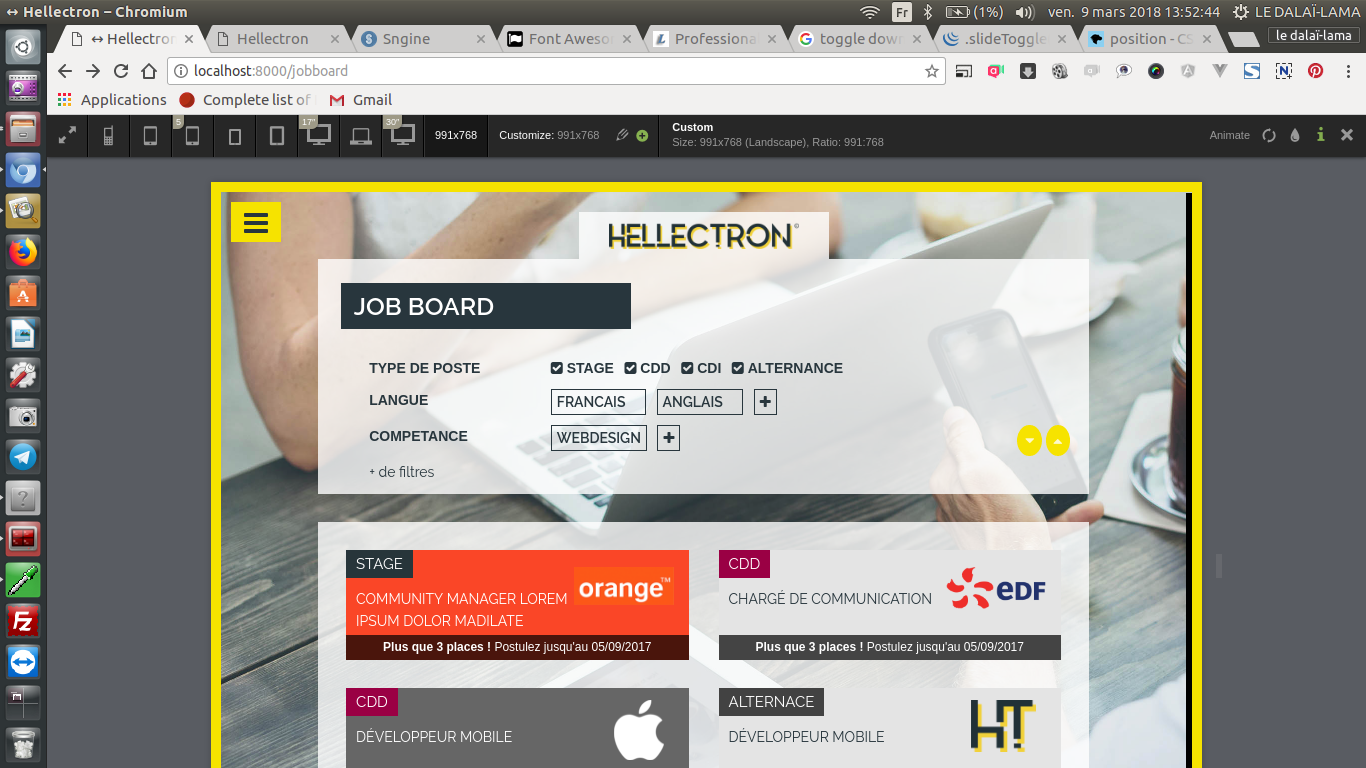 ↔ Hellectron – Chromium
Fr
(1%)
ven. 9 mars 2018 13:52:44
LE DALAÏ-LAMA
↔ Hellectron
Hellectron
Sngine
Font Aweso
Professiona
toggle dow
.slideToggle
position - CS
le dalaï-lama
localhost:8000/jobboard
Applications
Complete list of
Gmail
5
17"
30"
991x768
Customize: 991x768
Custom
Size: 991x768 (Landscape), Ratio: 991:768
Animate
HELLECTRON©
JOB BOARD
TYPE DE POSTE
STAGE
CDD
CDI
ALTERNANCE
LANGUE
FRANCAIS
ANGLAIS
+
COMPETANCE
WEBDESIGN
+
+ de filtres
STAGE
orange™
COMMUNITY MANAGER LOREM
IPSUM DOLOR MADILATE
Plus que 3 places ! Postulez jusqu'au 05/09/2017
CDD
eDF
CHARGÉ DE COMMUNICATION
Plus que 3 places ! Postulez jusqu'au 05/09/2017
CDD
DÉVELOPPEUR MOBILE
ALTERNACE
HT
DÉVELOPPEUR MOBILE